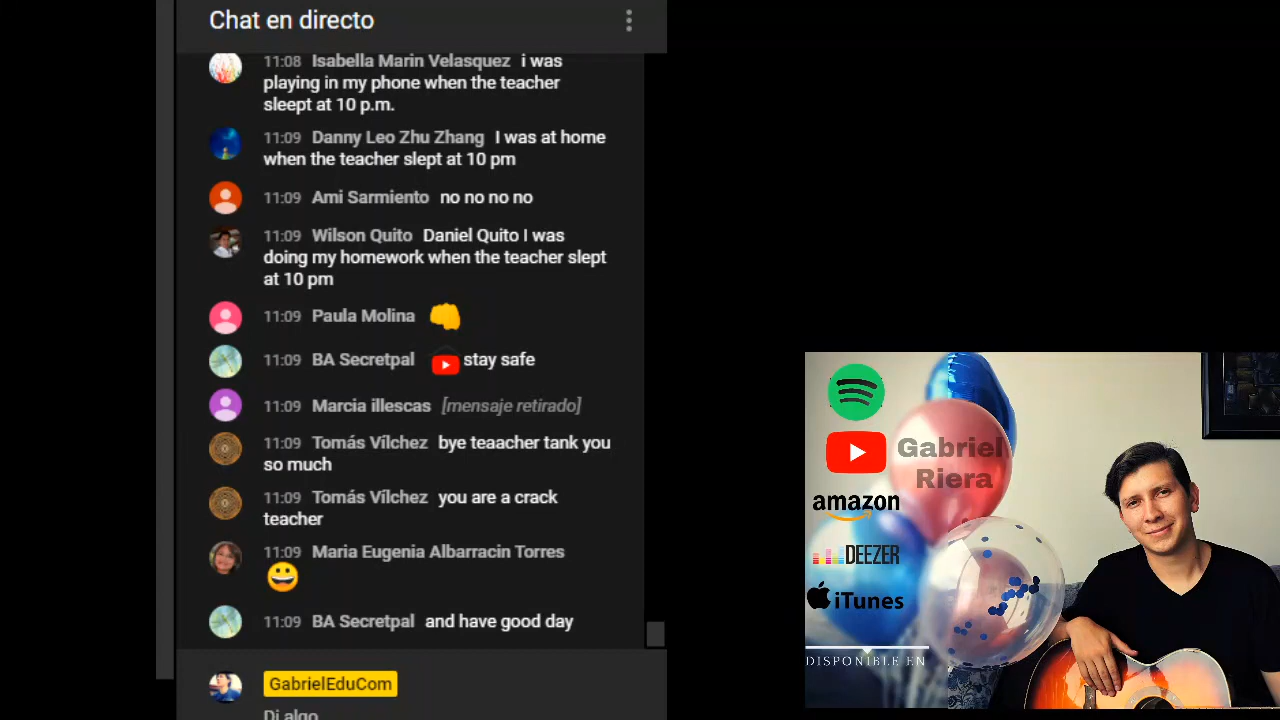 Chat en directo
11:08 Isabella Marin Velasquez i was
playing in my phone when the teacher
sleept at 10 p.m.
11:09 Danny Leo Zhu Zhang I was at home
when the teacher slept at 10 pm
11:09 Ami Sarmiento no no no no
11:09 Wilson Quito Daniel Quito I was
doing my homework when the teacher slept
at 10 pm
11:09 Paula Molina
11:09 BA Secretpal stay safe
11:09 Marcia illescas [mensaje retirado]
11:09 Tomás Vílchez bye teaacher tank you
so much
11:09 Tomás Vílchez you are a crack
teacher
11:09 Maria Eugenia Albarracin Torres
11:09 BA Secretpal and have good day
GabrielEduCom
Di algo
Gabriel
Riera
amazon
DEEZER
iTunes
DISPONIBLE EN